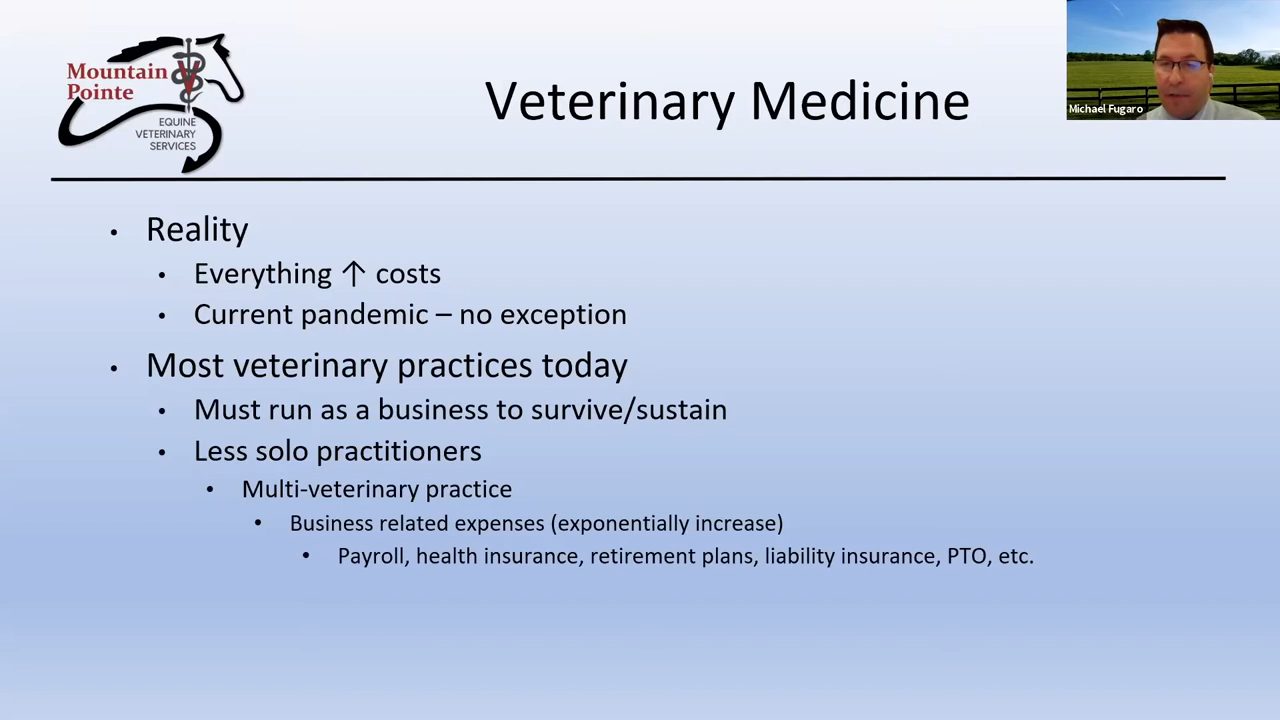 Mountain
Pointe
EQUINE
VETERINARY
SERVICES
Veterinary Medicine
Michael Fugaro
• Reality
• Everything ↑ costs
• Current pandemic – no exception
• Most veterinary practices today
• Must run as a business to survive/sustain
• Less solo practitioners
• Multi-veterinary practice
• Business related expenses (exponentially increase)
• Payroll, health insurance, retirement plans, liability insurance, PTO, etc.